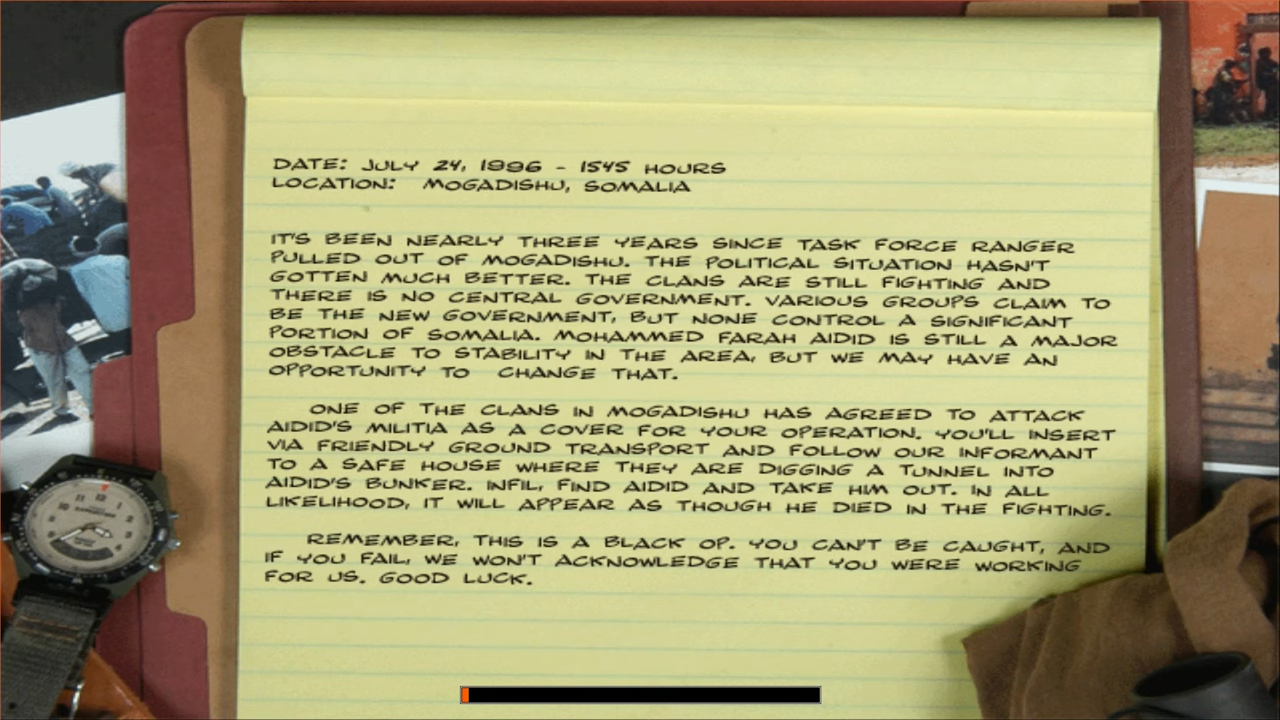 DATE: JULY 24, 1996 - 1545 HOURS
LOCATION: MOGADISHU, SOMALIA
IT'S BEEN NEARLY THREE YEARS SINCE TASK FORCE RANGER
PULLED OUT OF MOGADISHU. THE POLITICAL SITUATION HASN'T
GOTTEN MUCH BETTER. THE CLANS ARE STILL FIGHTING AND
THERE IS NO CENTRAL GOVERNMENT. VARIOUS GROUPS CLAIM TO
BE THE NEW GOVERNMENT, BUT NONE CONTROL A SIGNIFICANT
PORTION OF SOMALIA. MOHAMMED FARAH AIDID IS STILL A MAJOR
OBSTACLE TO STABILITY IN THE AREA, BUT WE MAY HAVE AN
OPPORTUNITY TO CHANGE THAT.
ONE OF THE CLANS IN MOGADISHU HAS AGREED TO ATTACK
AIDID'S MILITIA AS A COVER FOR YOUR OPERATION. YOU'LL INSERT
VIA FRIENDLY GROUND TRANSPORT AND FOLLOW OUR INFORMANT
TO A SAFE HOUSE WHERE THEY ARE DIGGING A TUNNEL INTO
AIDID'S BUNKER. INFIL, FIND AIDID AND TAKE HIM OUT. IN ALL
LIKELIHOOD, IT WILL APPEAR AS THOUGH HE DIED IN THE FIGHTING.
REMEMBER, THIS IS A BLACK OP. YOU CAN'T BE CAUGHT, AND
IF YOU FAIL, WE WON'T ACKNOWLEDGE THAT YOU WERE WORKING
FOR US. GOOD LUCK.